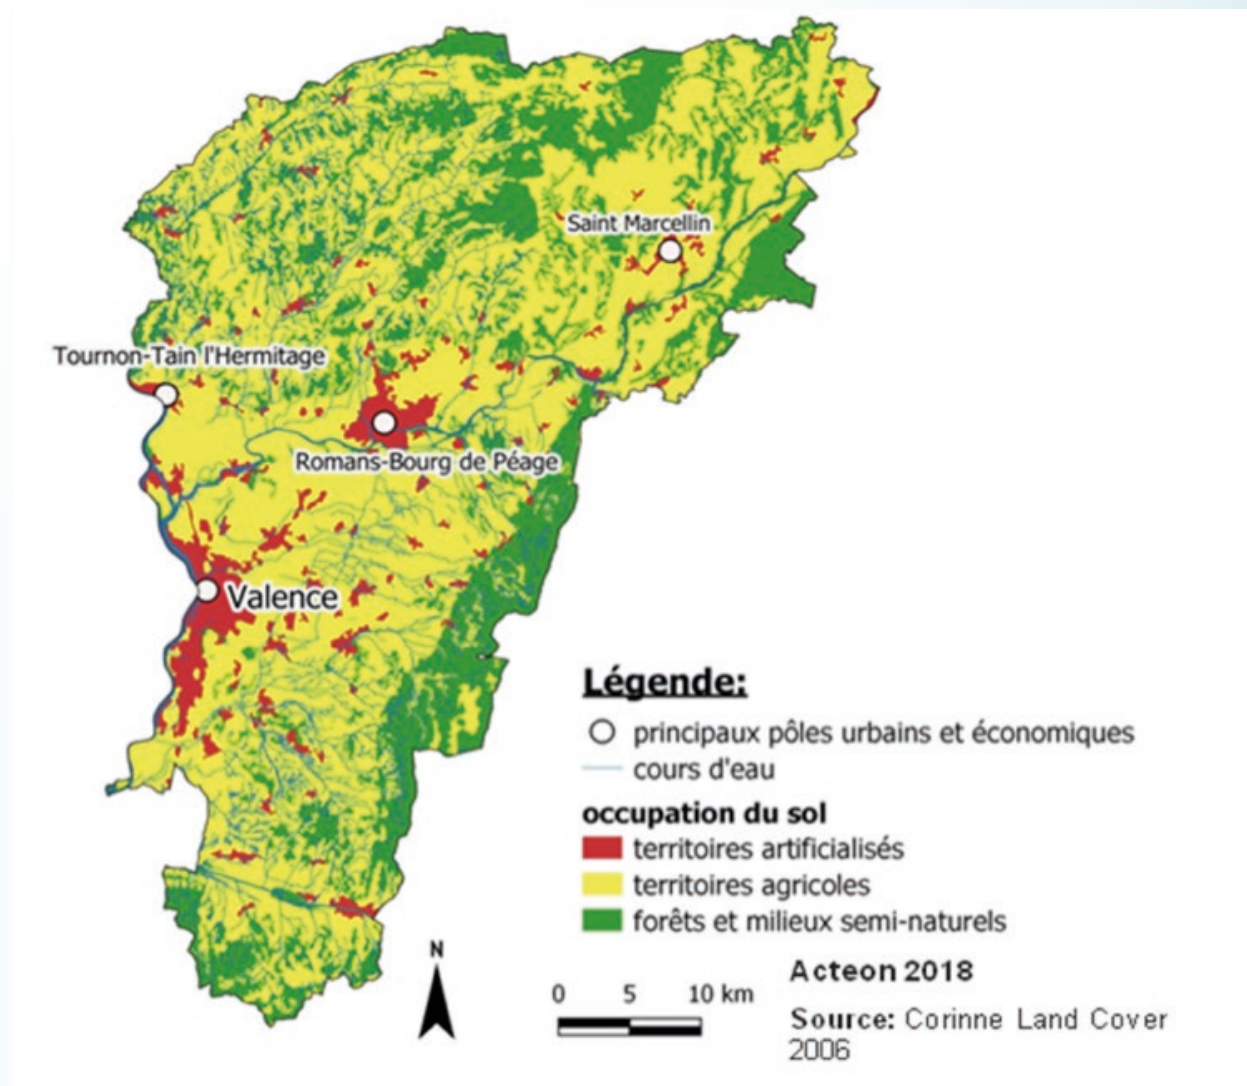 Saint Marcellin
Tournon-Tain l'Hermitage
Romans-Bourg de Péage
Valence
Légende:
principaux pôles urbains et économiques
cours d'eau
occupation du sol
territoires artificialisés
territoires agricoles
forêts et milieux semi-naturels
N
0 5 10 km
Acteon 2018
Source: Corinne Land Cover
2006